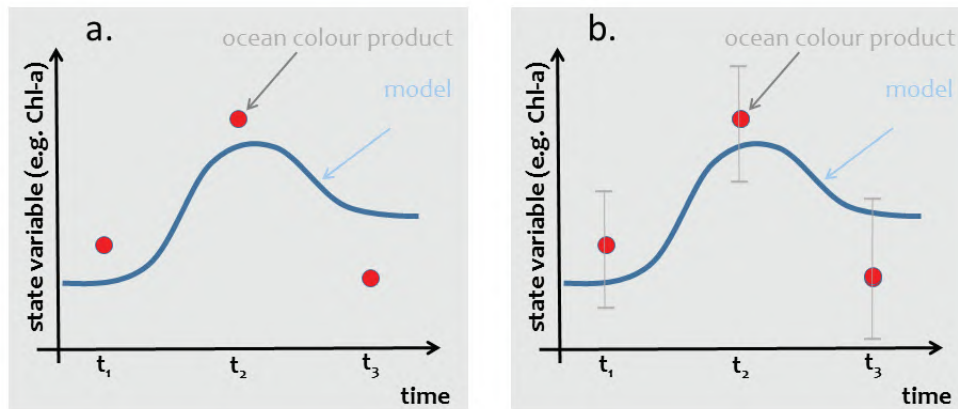 a.
ocean colour product
model
state variable (e.g. Chl-a)
t₁
t₂
t₃
time
b.
ocean colour product
model
state variable (e.g. Chl-a)
t₁
t₂
t₃
time